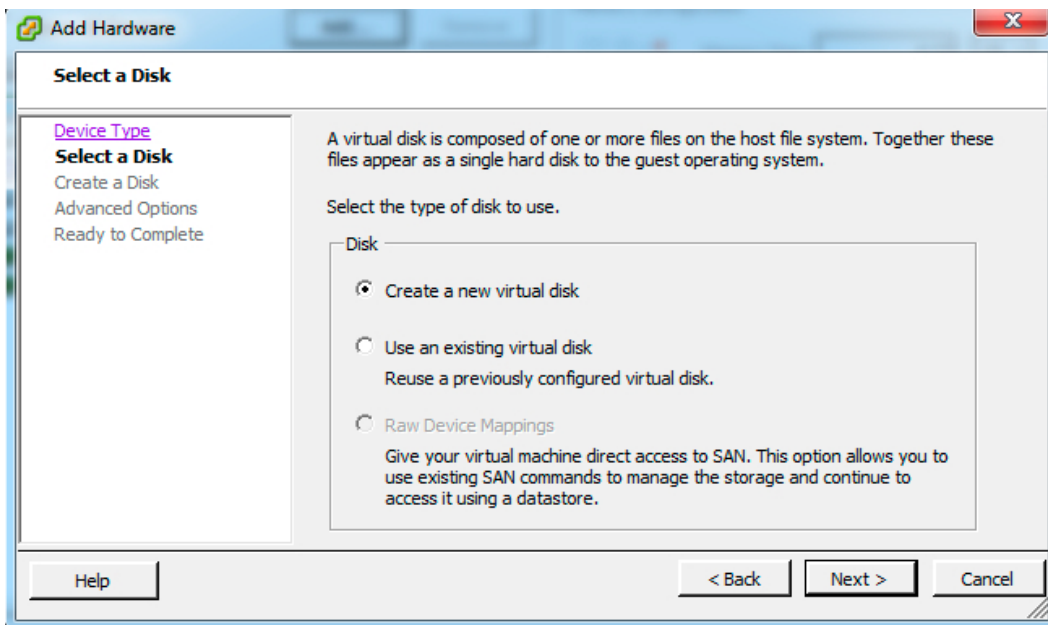 Add Hardware
Select a Disk
Device Type
Select a Disk
Create a Disk
Advanced Options
Ready to Complete
A virtual disk is composed of one or more files on the host file system. Together these
files appear as a single hard disk to the guest operating system.
Select the type of disk to use.
Disk
Create a new virtual disk
Use an existing virtual disk
Reuse a previously configured virtual disk.
Raw Device Mappings
Give your virtual machine direct access to SAN. This option allows you to
use existing SAN commands to manage the storage and continue to
access it using a datastore.
Help
< Back
Next >
Cancel